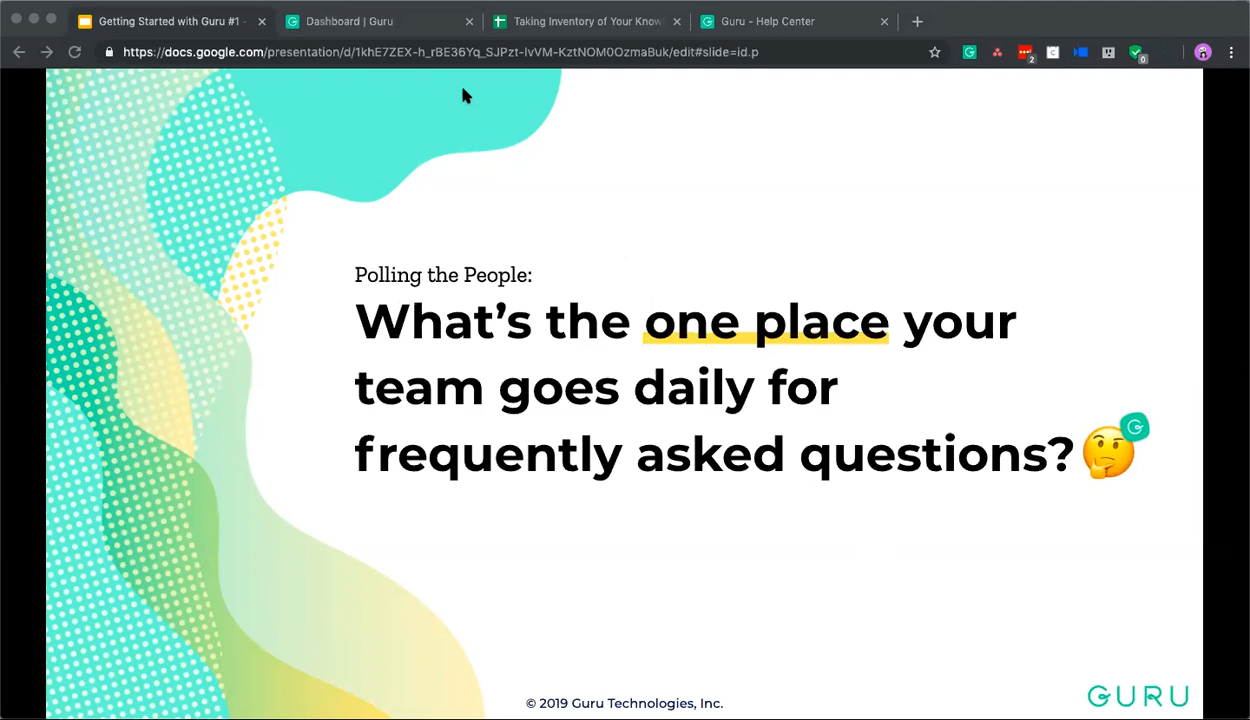 Getting Started with Guru #1 -
Dashboard | Guru
Taking Inventory of Your Know
Guru - Help Center
https://docs.google.com/presentation/d/1khE7ZEX-h_rBE36Yq_SJPzt-lvVM-KztNOM0OzmaBuk/edit#slide=id.p
2
0
Polling the People:
What's the one place your
team goes daily for
frequently asked questions?
© 2019 Guru Technologies, Inc.
GURU